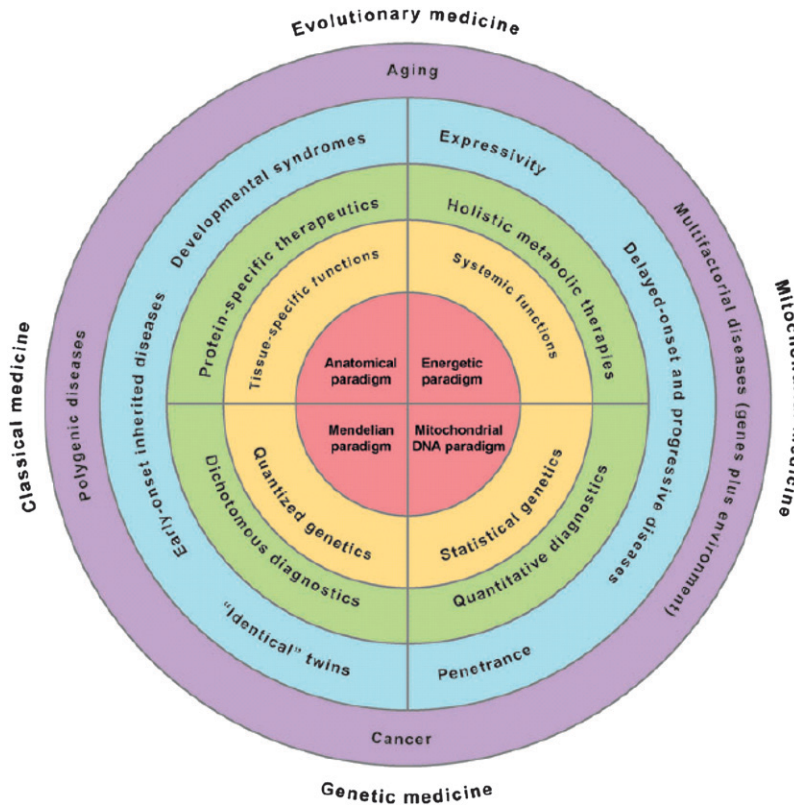 Evolutionary medicine
Aging
Developmental syndromes
Expressivity
Protein-specific therapeutics
Holistic metabolic therapies
Tissue-specific functions
Systemic functions
Anatomical
paradigm
Energetic
paradigm
Mendelian
paradigm
Mitochondrial
DNA paradigm
Classical medicine
Polygenic diseases
Early-onset inherited diseases
Delayed-onset and progressive diseases
Multifactorial diseases (genes plus environment)
Quantized genetics
Statistical genetics
Dichotomous diagnostics
Quantitative diagnostics
"Identical" twins
Penetrance
Cancer
Genetic medicine